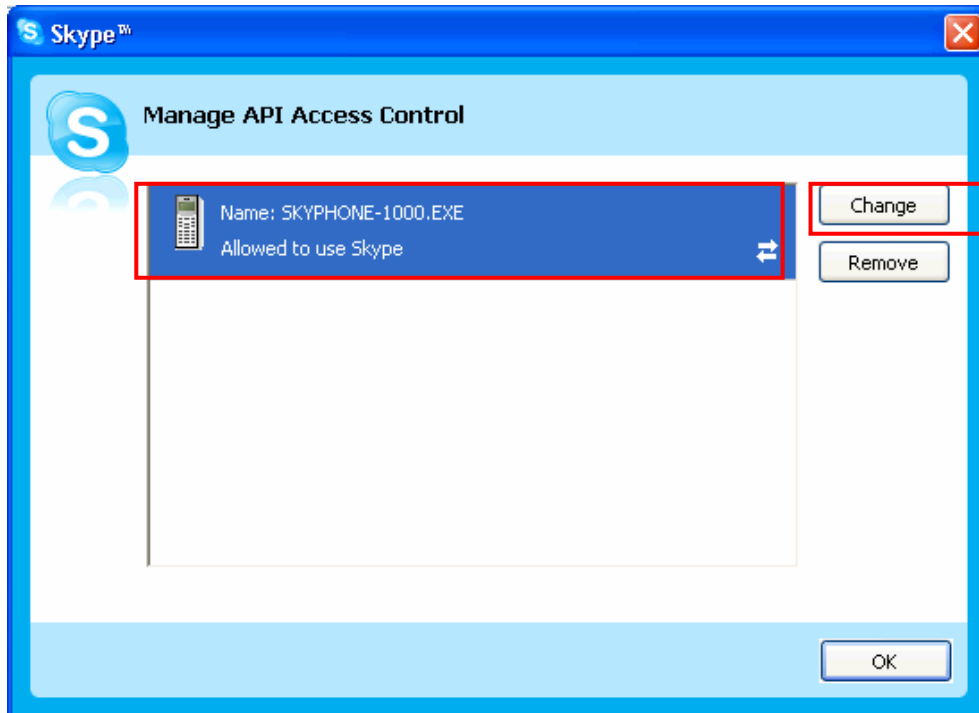 Skype™
Manage API Access Control
Name: SKYPHONE-1000.EXE
Allowed to use Skype
Change
Remove
OK